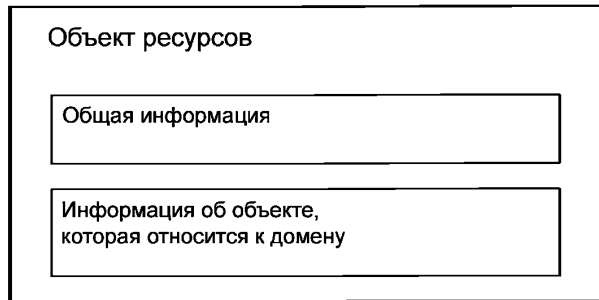 Объект ресурсов
Общая информация
Информация об объекте,
которая относится к домену